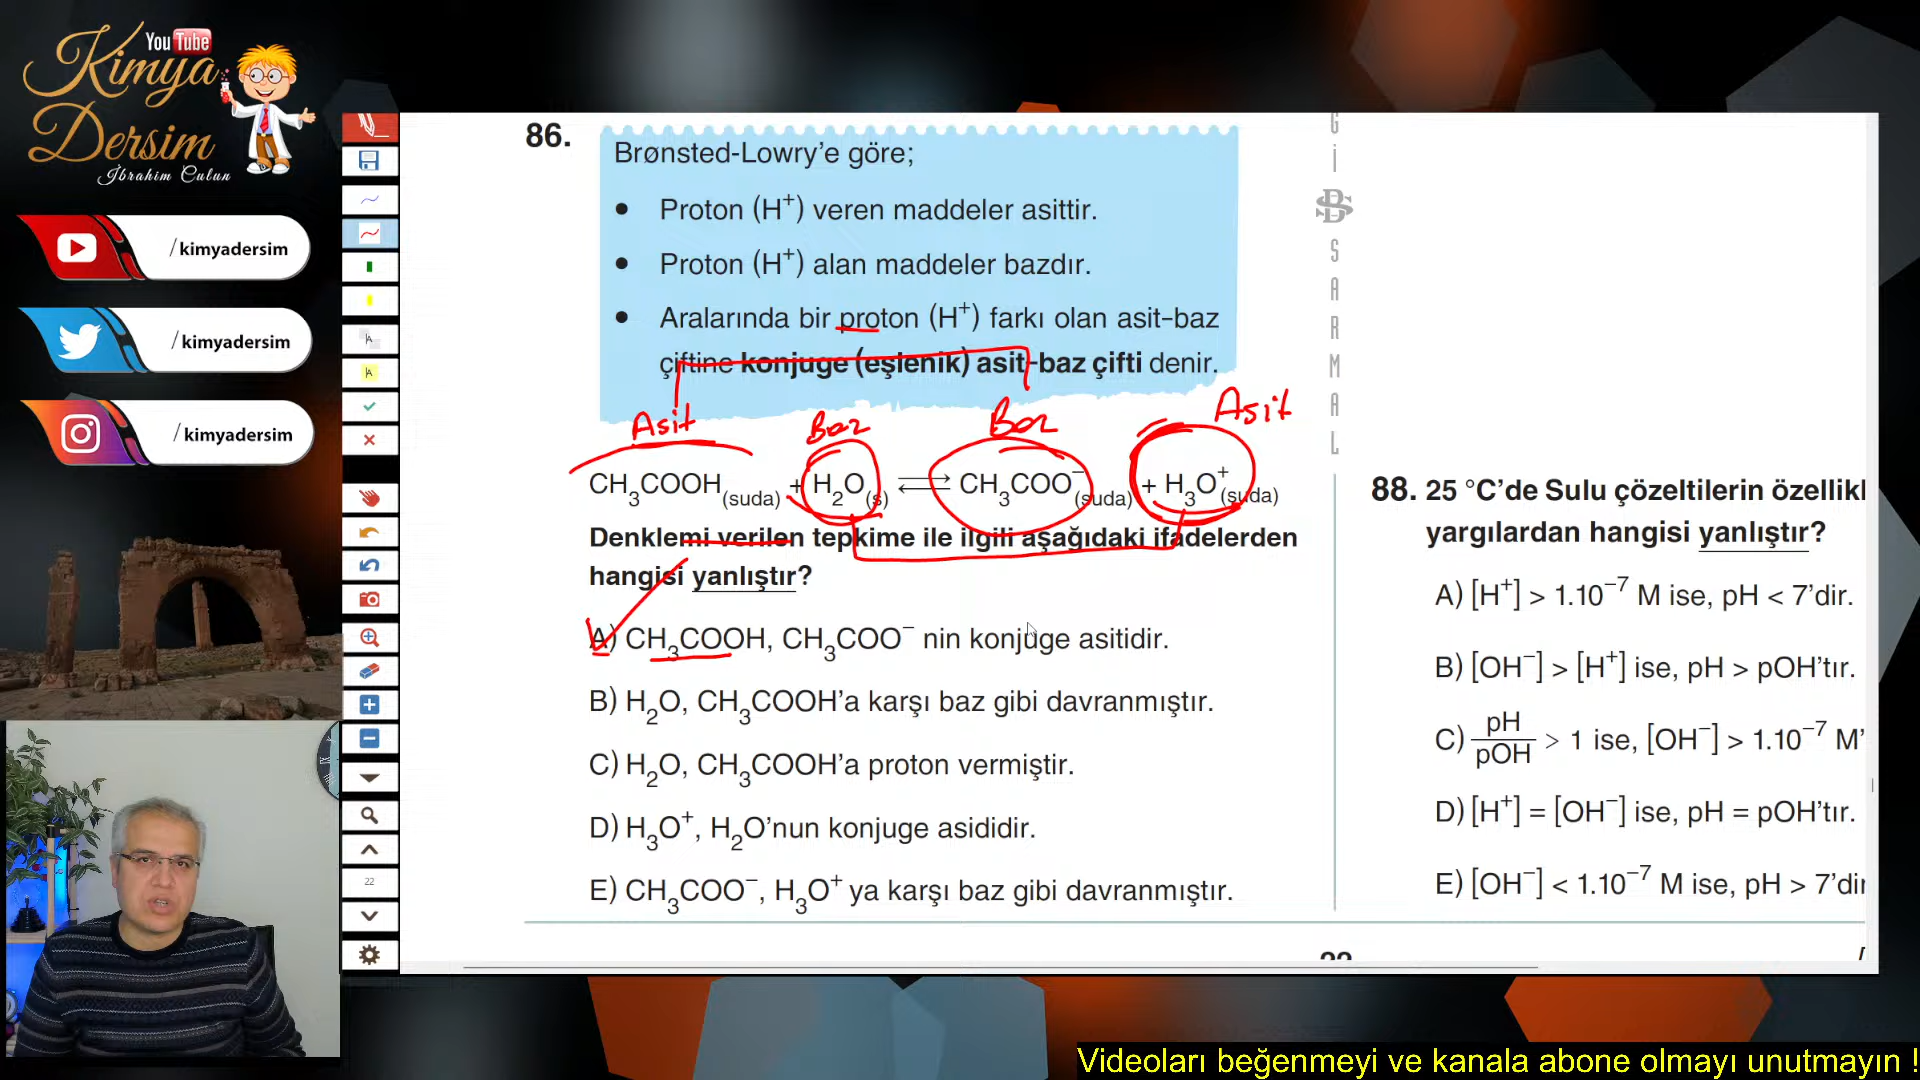 You Tube
Kimya
Dersim
İbrahim Culun
/kimyadersim
/kimyadersim
/kimyadersim
22
86.
Brønsted-Lowry'e göre;
• Proton (H⁺) veren maddeler asittir.
• Proton (H⁺) alan maddeler bazdır.
• Aralarında bir proton (H⁺) farkı olan asit-baz
çiftine konjuge (eşlenik) asit-baz çifti denir.
Asit Baz Baz Asit
CH₃COOH(suda) + H₂O(s) ⇌ CH₃COO⁻(suda) + H₃O⁺(suda)
Denklemi verilen tepkime ile ilgili aşağıdaki ifadelerden
hangisi yanlıştır?
A) CH₃COOH, CH₃COO⁻ nin konjuge asitidir.
B) H₂O, CH₃COOH'a karşı baz gibi davranmıştır.
C) H₂O, CH₃COOH'a proton vermiştir.
D) H₃O⁺, H₂O'nun konjuge asididir.
E) CH₃COO⁻, H₃O⁺ ya karşı baz gibi davranmıştır.
G
İ
S
A
R
M
A
L
88. 25 °C'de Sulu çözeltilerin özellikl
yargılardan hangisi yanlıştır?
A) [H⁺] > 1.10⁻⁷ M ise, pH < 7'dir.
B) [OH⁻] > [H⁺] ise, pH > pOH'tır.
C) pH/pOH > 1 ise, [OH⁻] > 1.10⁻⁷ M'
D) [H⁺] = [OH⁻] ise, pH = pOH'tır.
E) [OH⁻] < 1.10⁻⁷ M ise, pH > 7'dir
Videoları beğenmeyi ve kanala abone olmayı unutmayın !